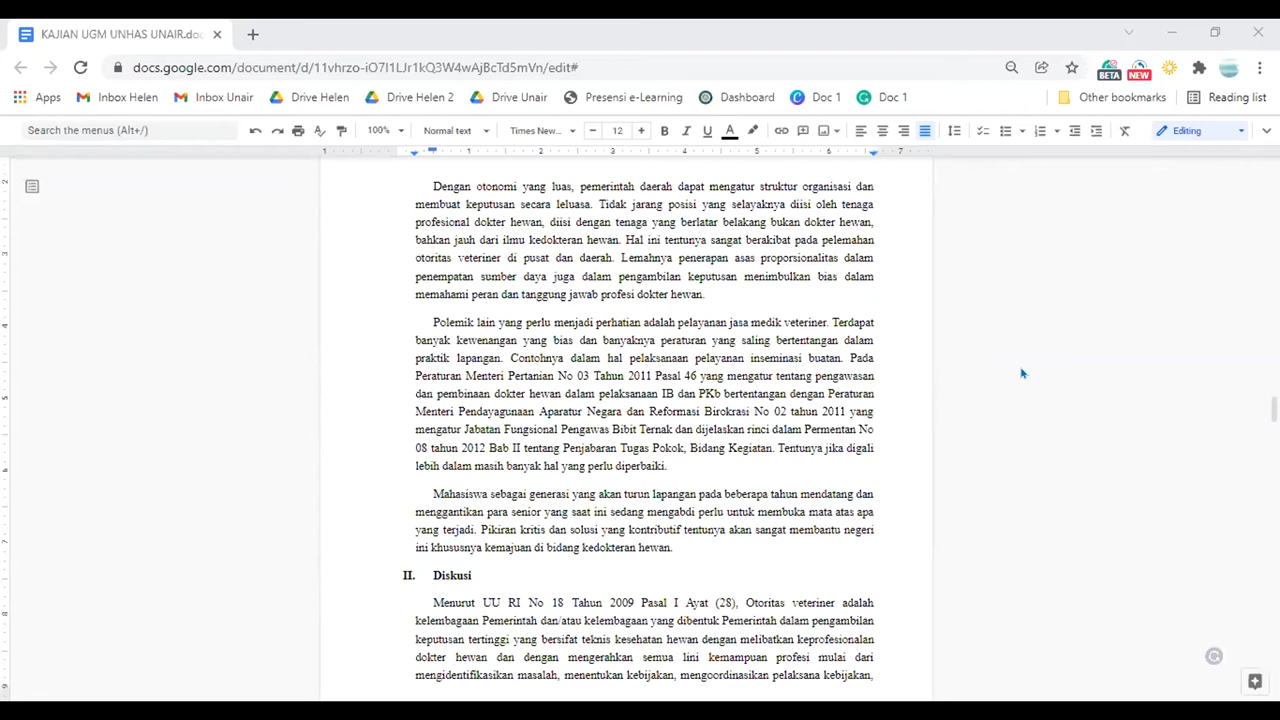 KAJIAN UGM UNHAS UNAIR.doc
docs.google.com/document/d/11vhrzo-iO7I1LJr1kQ3W4wAjBcTd5mVn/edit#
BETA
NEW
Apps
Inbox Helen
Inbox Unair
Drive Helen
Drive Helen 2
Drive Unair
Presensi e-Learning
Dashboard
Doc 1
Doc 1
Other bookmarks
Reading list
Search the menus (Alt+/)
100%
Normal text
Times New...
12
B I U A
Editing
1 1 2 3 4 5 6 7
Dengan otonomi yang luas, pemerintah daerah dapat mengatur struktur organisasi dan
membuat keputusan secara leluasa. Tidak jarang posisi yang selayaknya diisi oleh tenaga
profesional dokter hewan, diisi dengan tenaga yang berlatar belakang bukan dokter hewan,
bahkan jauh dari ilmu kedokteran hewan. Hal ini tentunya sangat berakibat pada pelemahan
otoritas veteriner di pusat dan daerah. Lemahnya penerapan asas proporsionalitas dalam
penempatan sumber daya juga dalam pengambilan keputusan menimbulkan bias dalam
memahami peran dan tanggung jawab profesi dokter hewan.
Polemik lain yang perlu menjadi perhatian adalah pelayanan jasa medik veteriner. Terdapat
banyak kewenangan yang bias dan banyaknya peraturan yang saling bertentangan dalam
praktik lapangan. Contohnya dalam hal pelaksanaan pelayanan inseminasi buatan. Pada
Peraturan Menteri Pertanian No 03 Tahun 2011 Pasal 46 yang mengatur tentang pengawasan
dan pembinaan dokter hewan dalam pelaksanaan IB dan PKb bertentangan dengan Peraturan
Menteri Pendayagunaan Aparatur Negara dan Reformasi Birokrasi No 02 tahun 2011 yang
mengatur Jabatan Fungsional Pengawas Bibit Ternak dan dijelaskan rinci dalam Permentan No
08 tahun 2012 Bab II tentang Penjabaran Tugas Pokok, Bidang Kegiatan. Tentunya jika digali
lebih dalam masih banyak hal yang perlu diperbaiki.
Mahasiswa sebagai generasi yang akan turun lapangan pada beberapa tahun mendatang dan
menggantikan para senior yang saat ini sedang mengabdi perlu untuk membuka mata atas apa
yang terjadi. Pikiran kritis dan solusi yang kontributif tentunya akan sangat membantu negeri
ini khususnya kemajuan di bidang kedokteran hewan.
II. Diskusi
Menurut UU RI No 18 Tahun 2009 Pasal I Ayat (28), Otoritas veteriner adalah
kelembagaan Pemerintah dan/atau kelembagaan yang dibentuk Pemerintah dalam pengambilan
keputusan tertinggi yang bersifat teknis kesehatan hewan dengan melibatkan keprofesionalan
dokter hewan dan dengan mengerahkan semua lini kemampuan profesi mulai dari
mengidentifikasikan masalah, menentukan kebijakan, mengoordinasikan pelaksana kebijakan,